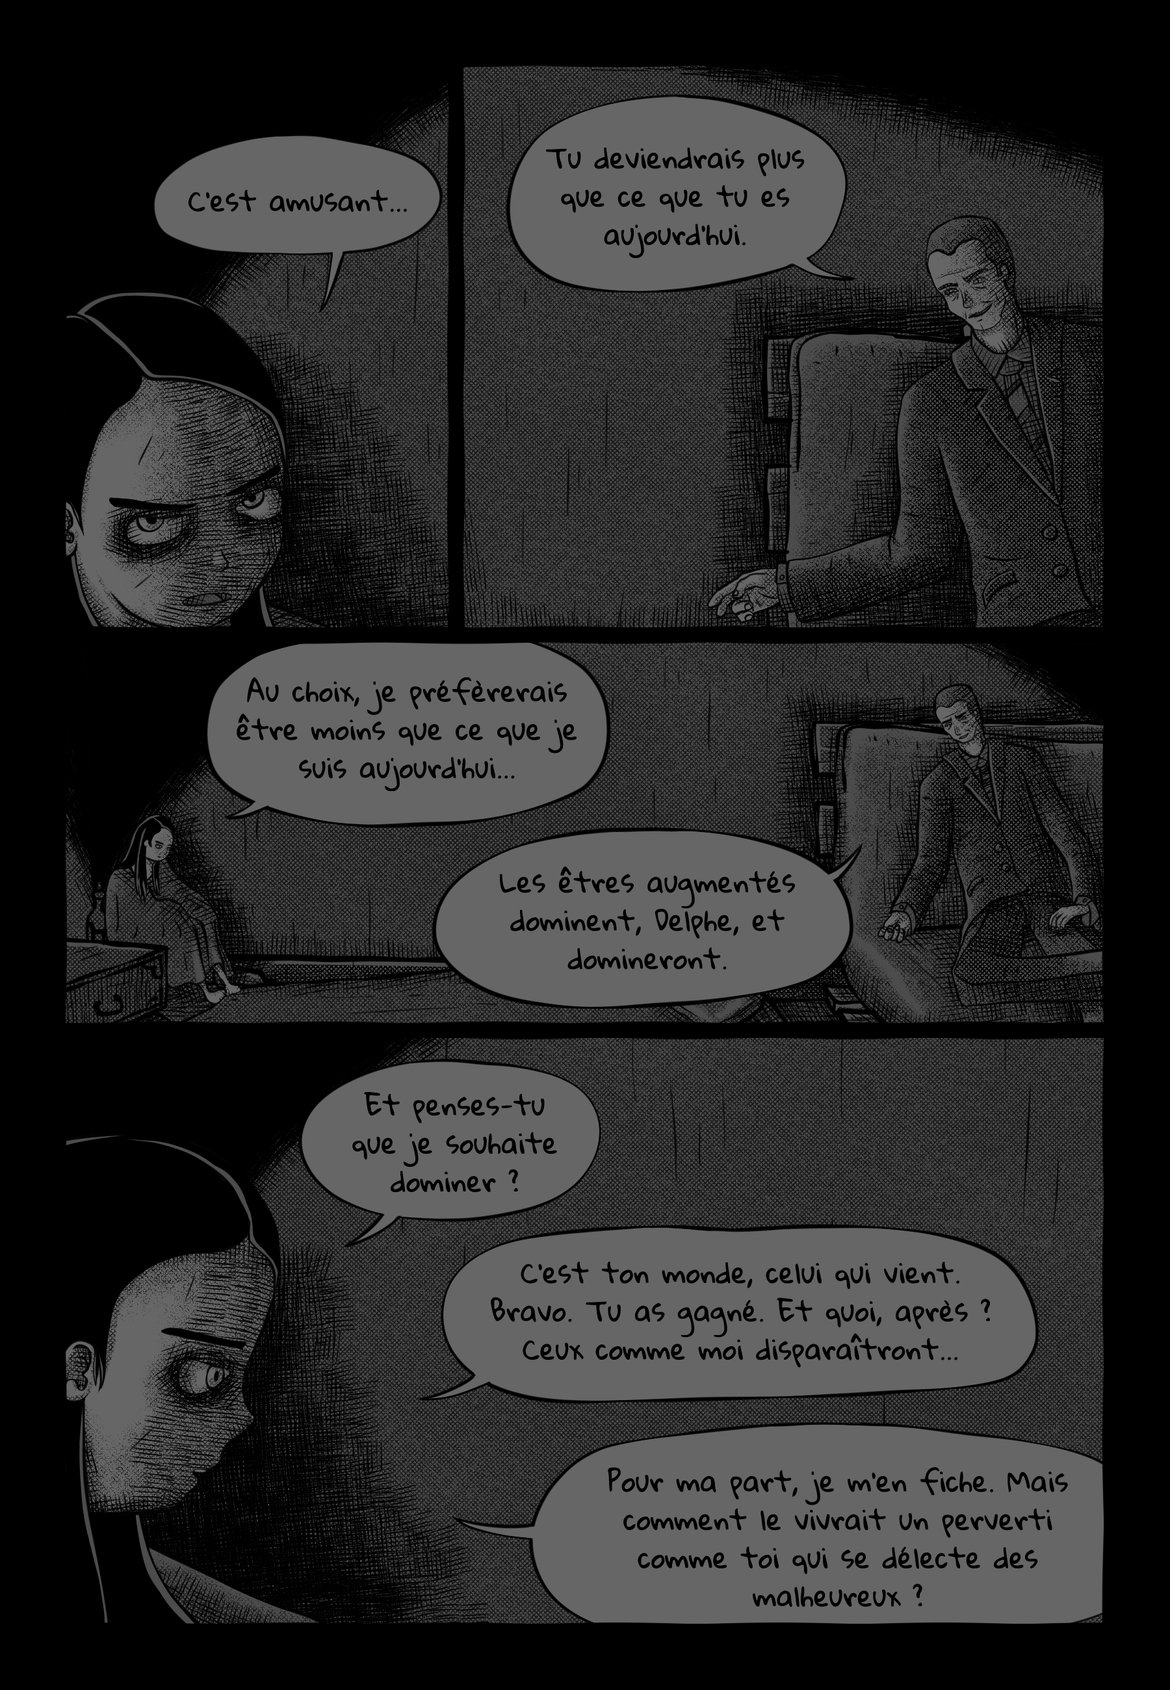 C'est amusant...
Tu deviendrais plus
que ce que tu es
aujourd'hui.
Au choix, je préfèrerais
être moins que ce que je
suis aujourd'hui...
Les êtres augmentés
dominent, Delphe, et
domineront.
Et penses-tu
que je souhaite
dominer ?
C'est ton monde, celui qui vient.
Bravo. Tu as gagné. Et quoi, après ?
Ceux comme moi disparaîtront...
Pour ma part, je m'en fiche. Mais
comment le vivrait un perverti
comme toi qui se délecte des
malheureux ?